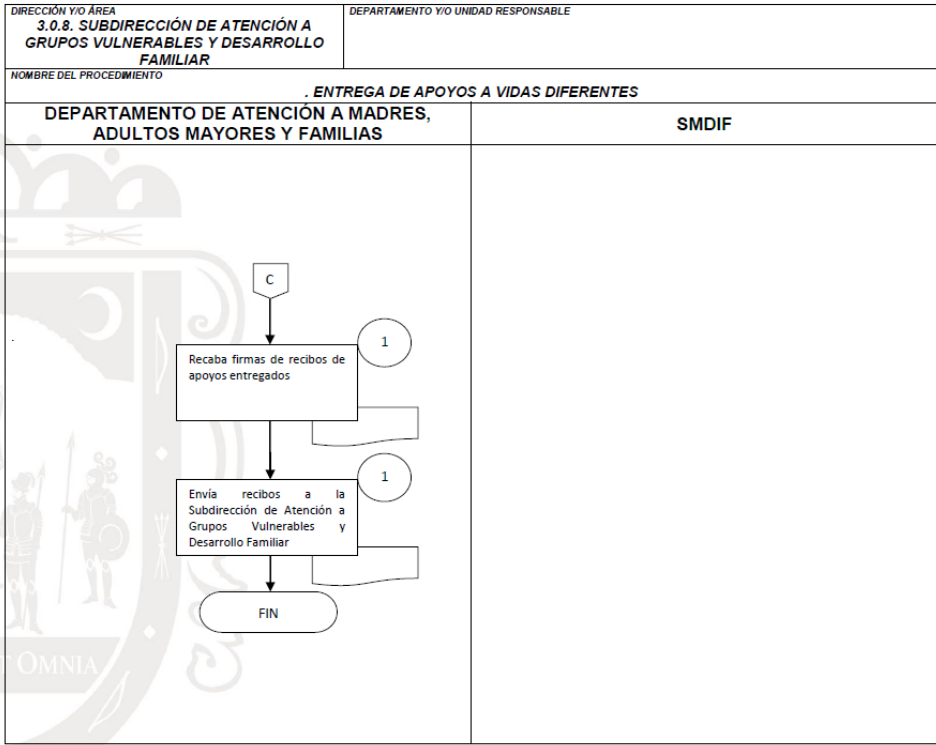 DIRECCIÓN Y/O ÁREA
3.0.8. SUBDIRECCIÓN DE ATENCIÓN A
GRUPOS VULNERABLES Y DESARROLLO
FAMILIAR
DEPARTAMENTO Y/O UNIDAD RESPONSABLE
NOMBRE DEL PROCEDIMIENTO
. ENTREGA DE APOYOS A VIDAS DIFERENTES
DEPARTAMENTO DE ATENCIÓN A MADRES,
ADULTOS MAYORES Y FAMILIAS
SMDIF
C
1
Recaba firmas de recibos de
apoyos entregados
1
Envía recibos a la
Subdirección de Atención a
Grupos Vulnerables y
Desarrollo Familiar
FIN
OMNIA